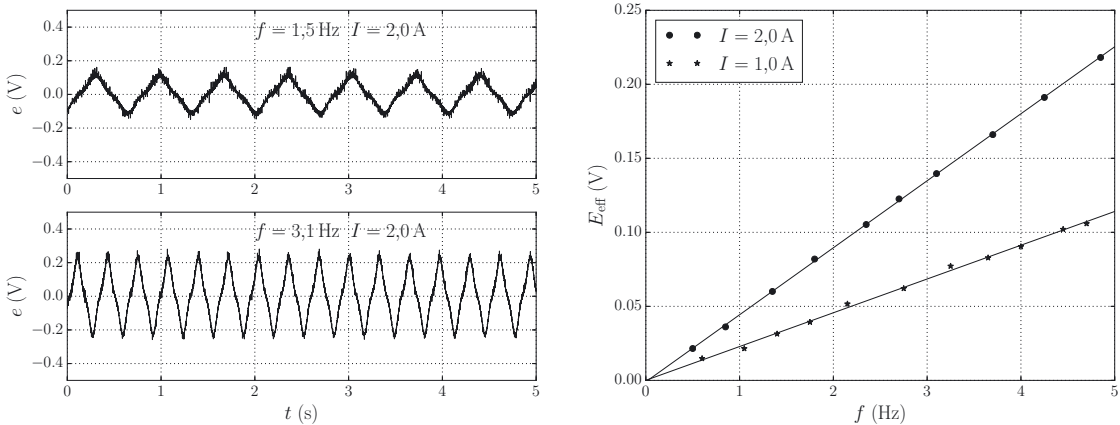 f = 1,5 Hz I = 2,0 A
e (V)
0.4
0.2
0.0
−0.2
−0.4
0 1 2 3 4 5
f = 3,1 Hz I = 2,0 A
e (V)
0.4
0.2
0.0
−0.2
−0.4
0 1 2 3 4 5
t (s)
I = 2,0 A
I = 1,0 A
E_eff (V)
0.25
0.20
0.15
0.10
0.05
0.00
0 1 2 3 4 5
f (Hz)